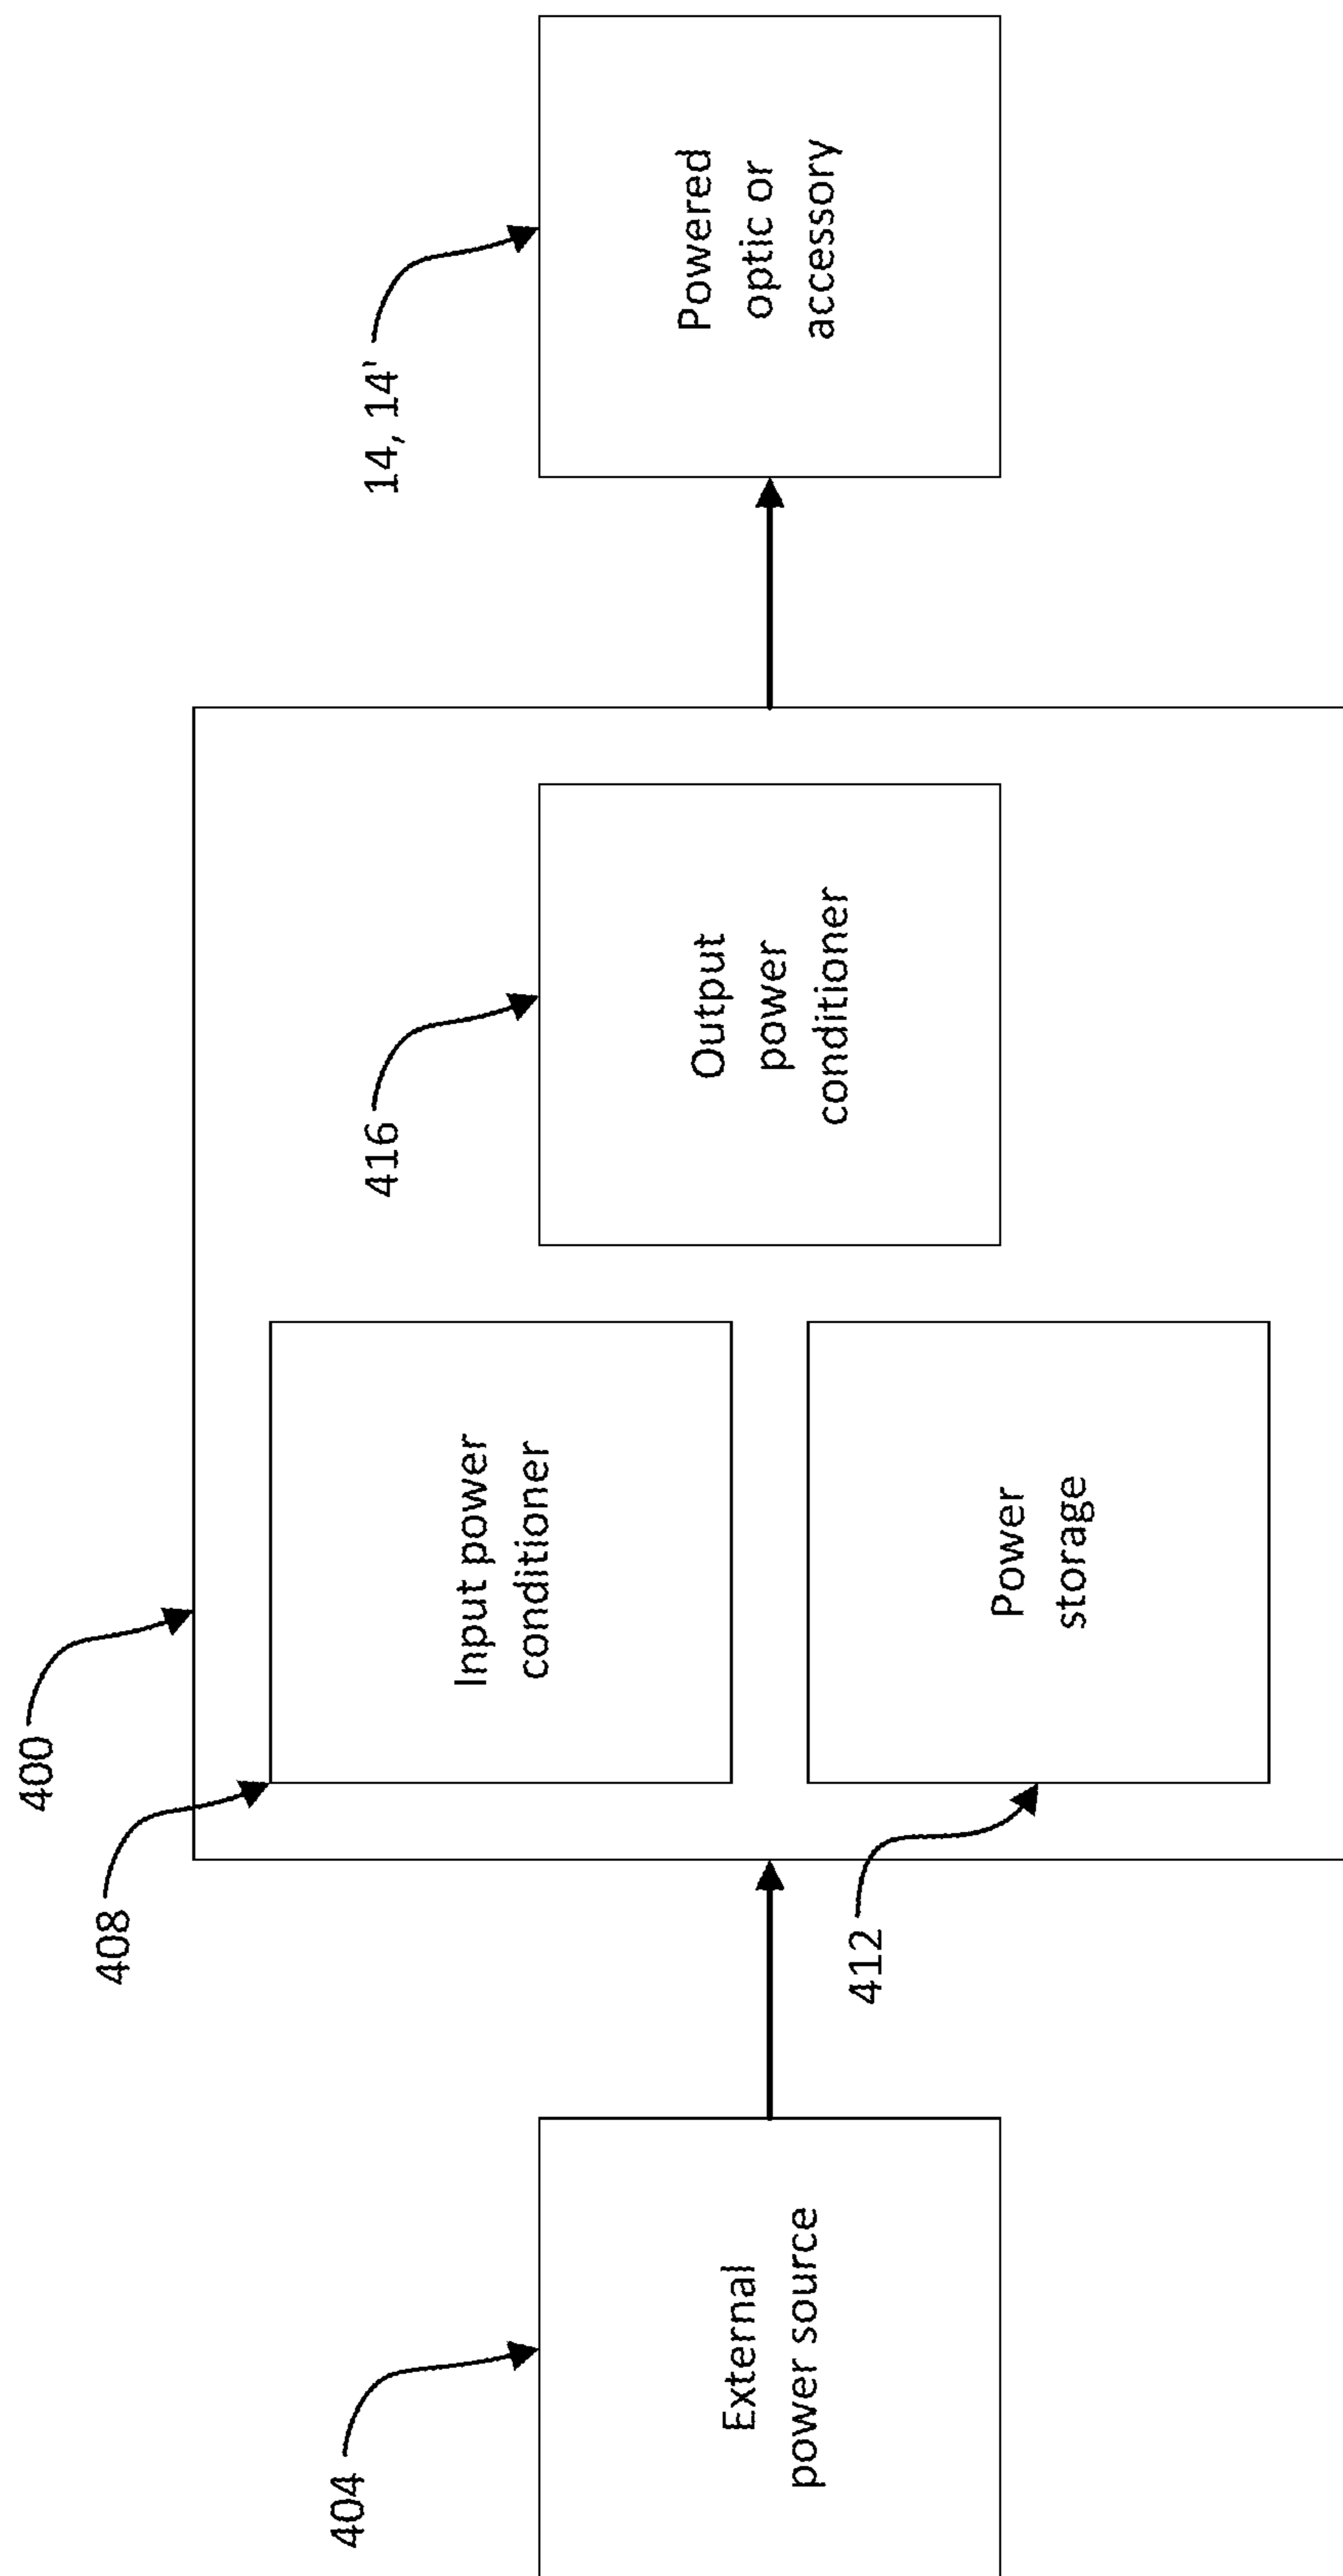 400
408
Input power
conditioner
404
External
power source
412
Power
storage
416
Output
power
conditioner
14, 14'
Powered
optic or
accessory